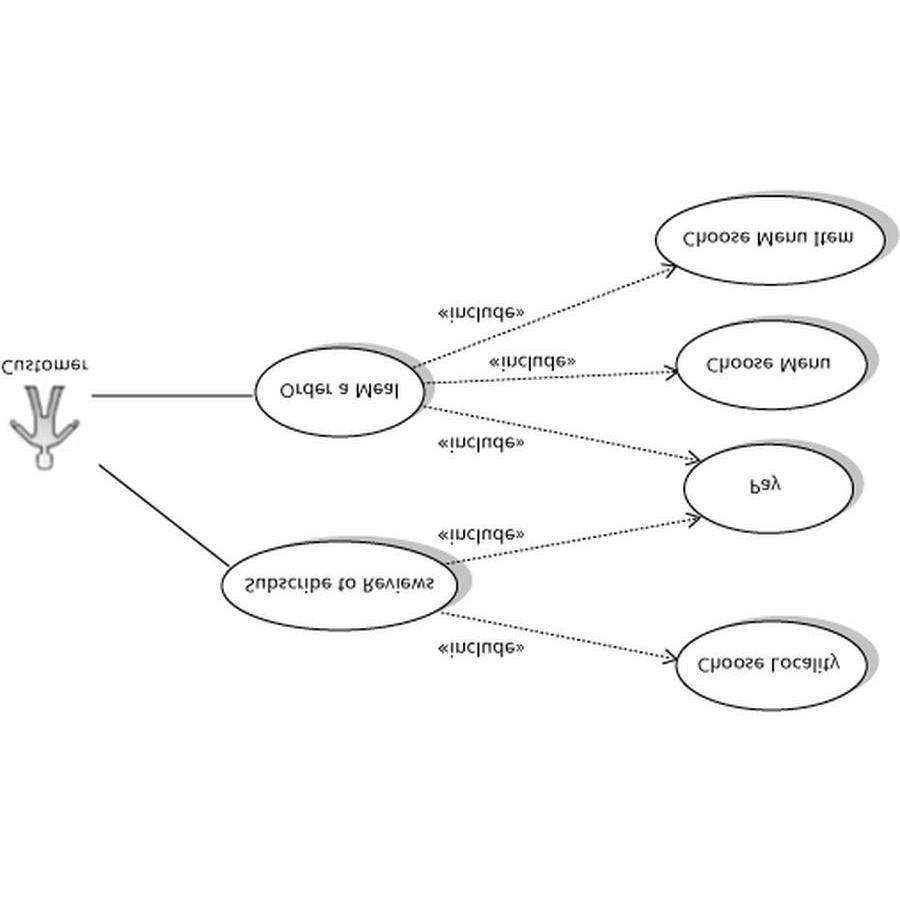 Choose Menu Item
«include»
Choose Menu
«include»
Customer
Order a Meal
«include»
Pay
«include»
Subscribe to Reviews
«include»
Choose Locality